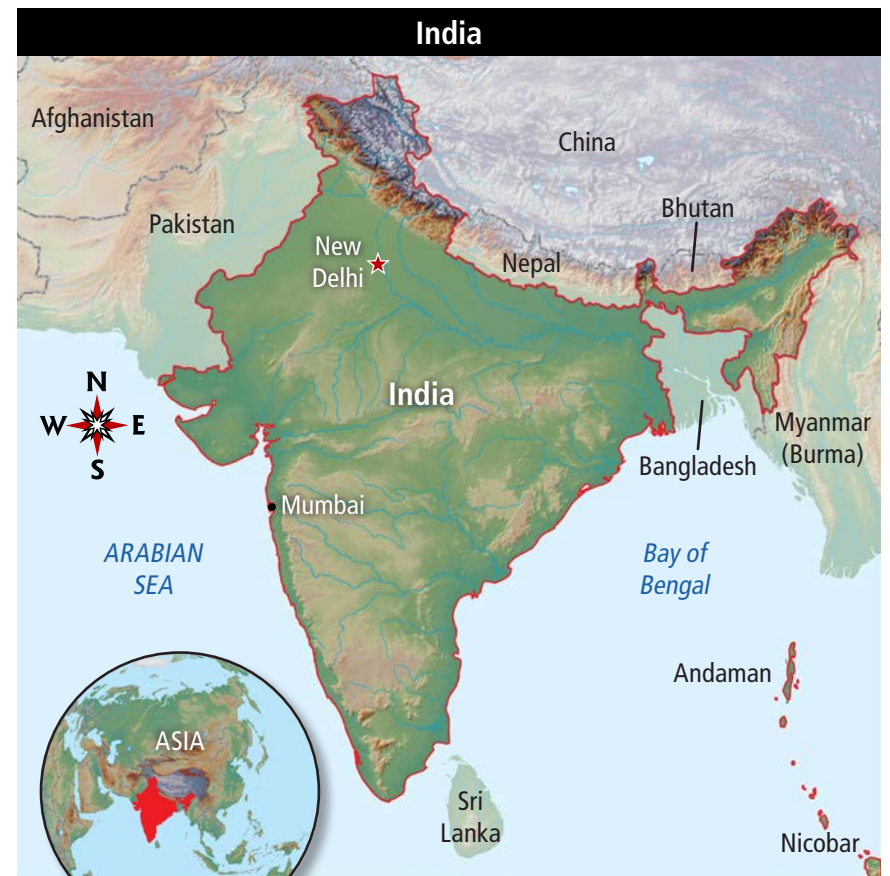 India
Afghanistan
China
Pakistan
Bhutan
New
Delhi
Nepal
India
N
W E
S
Myanmar
(Burma)
Bangladesh
Mumbai
ARABIAN
SEA
Bay of
Bengal
Andaman
ASIA
Sri
Lanka
Nicobar